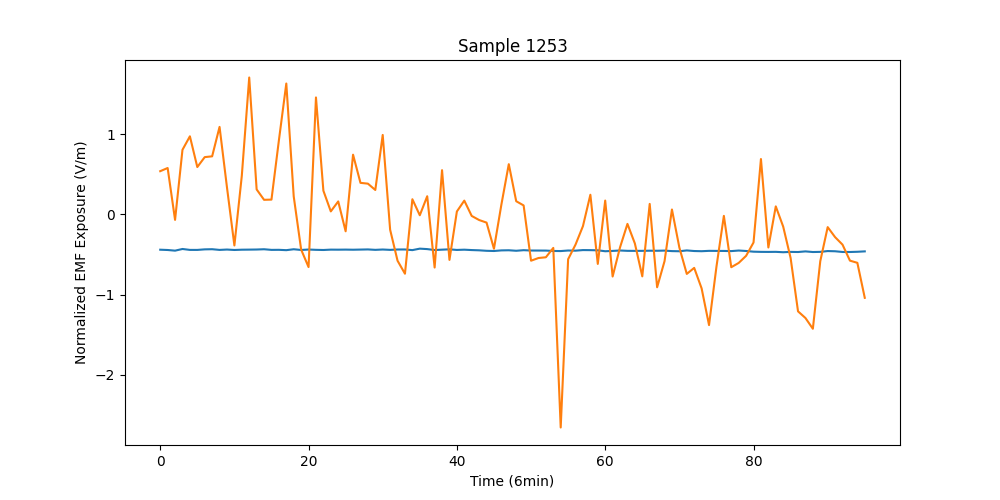 Sample 1253
Normalized EMF Exposure (V/m)
1
0
−1
−2
0 20 40 60 80
Time (6min)